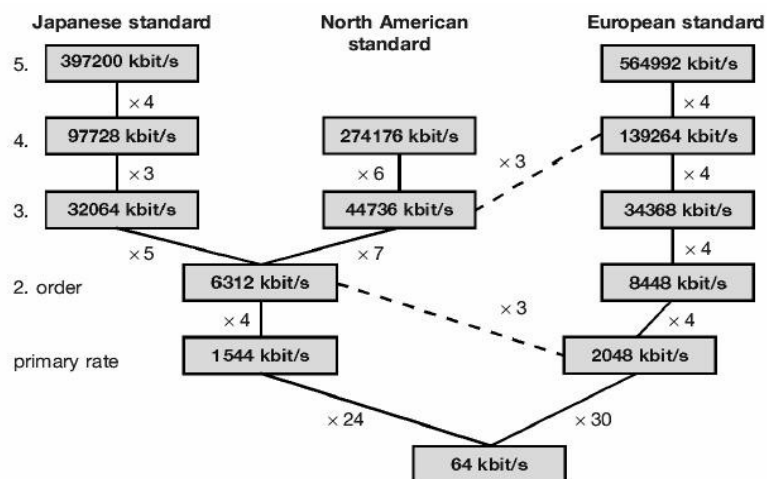 Japanese standard
North American
standard
European standard
5.
397200 kbit/s
564992 kbit/s
× 4
× 4
4.
97728 kbit/s
274176 kbit/s
139264 kbit/s
× 3
× 6
× 3
× 4
3.
32064 kbit/s
44736 kbit/s
34368 kbit/s
× 5
× 7
× 4
2. order
6312 kbit/s
8448 kbit/s
× 4
× 3
× 4
primary rate
1544 kbit/s
2048 kbit/s
× 24
× 30
64 kbit/s